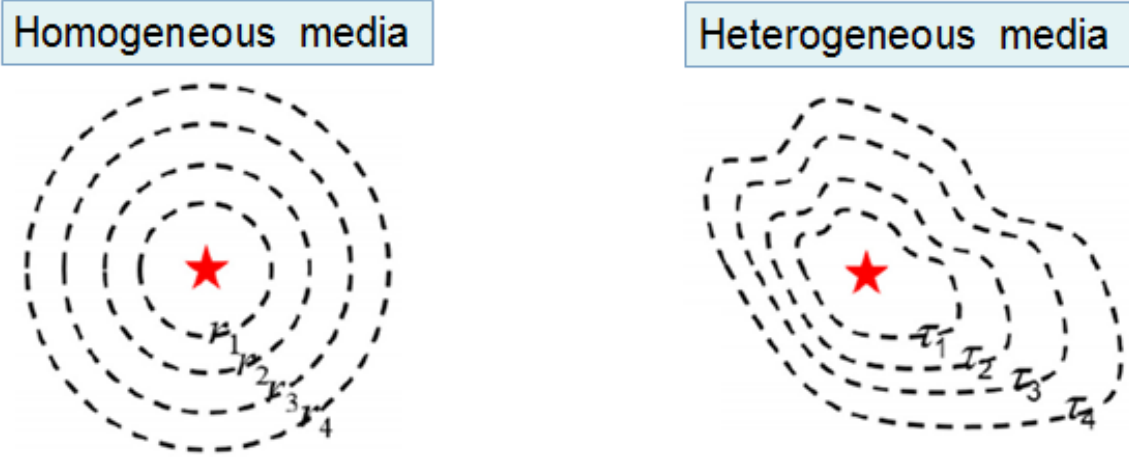 Homogeneous media
Heterogeneous media
r1
r2
r3
r4
τ1
τ2
τ3
τ4